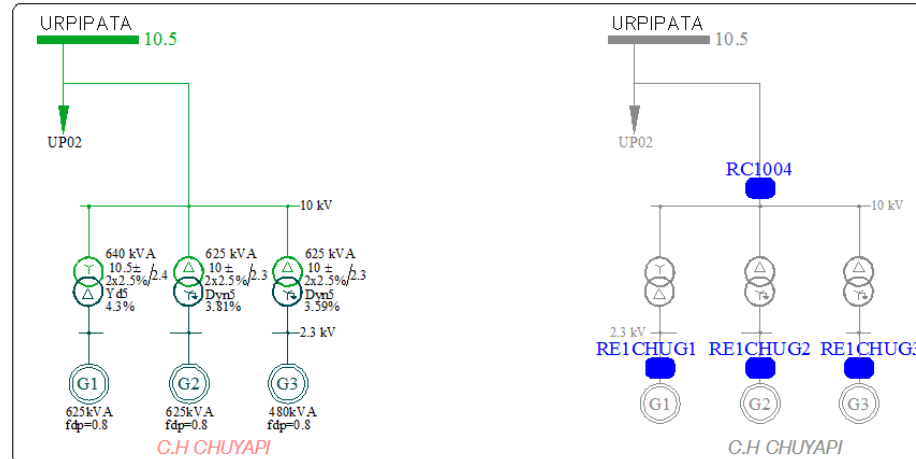 URPIPATA
10.5
UP02
10 kV
640 kVA
10.5±
2x2.5%/2.4
Yd5
4.3%
625 kVA
10 ±
2x2.5%/2.3
Dyn5
3.81%
625 kVA
10 ±
2x2.5%/2.3
Dyn5
3.59%
2.3 kV
G1
G2
G3
625kVA
fdp=0.8
625kVA
fdp=0.8
480kVA
fdp=0.8
C.H CHUYAPI
URPIPATA
10.5
UP02
RC1004
10 kV
2.3 kV
RE1CHUG1
RE1CHUG2
RE1CHUG3
G1
G2
G3
C.H CHUYAPI